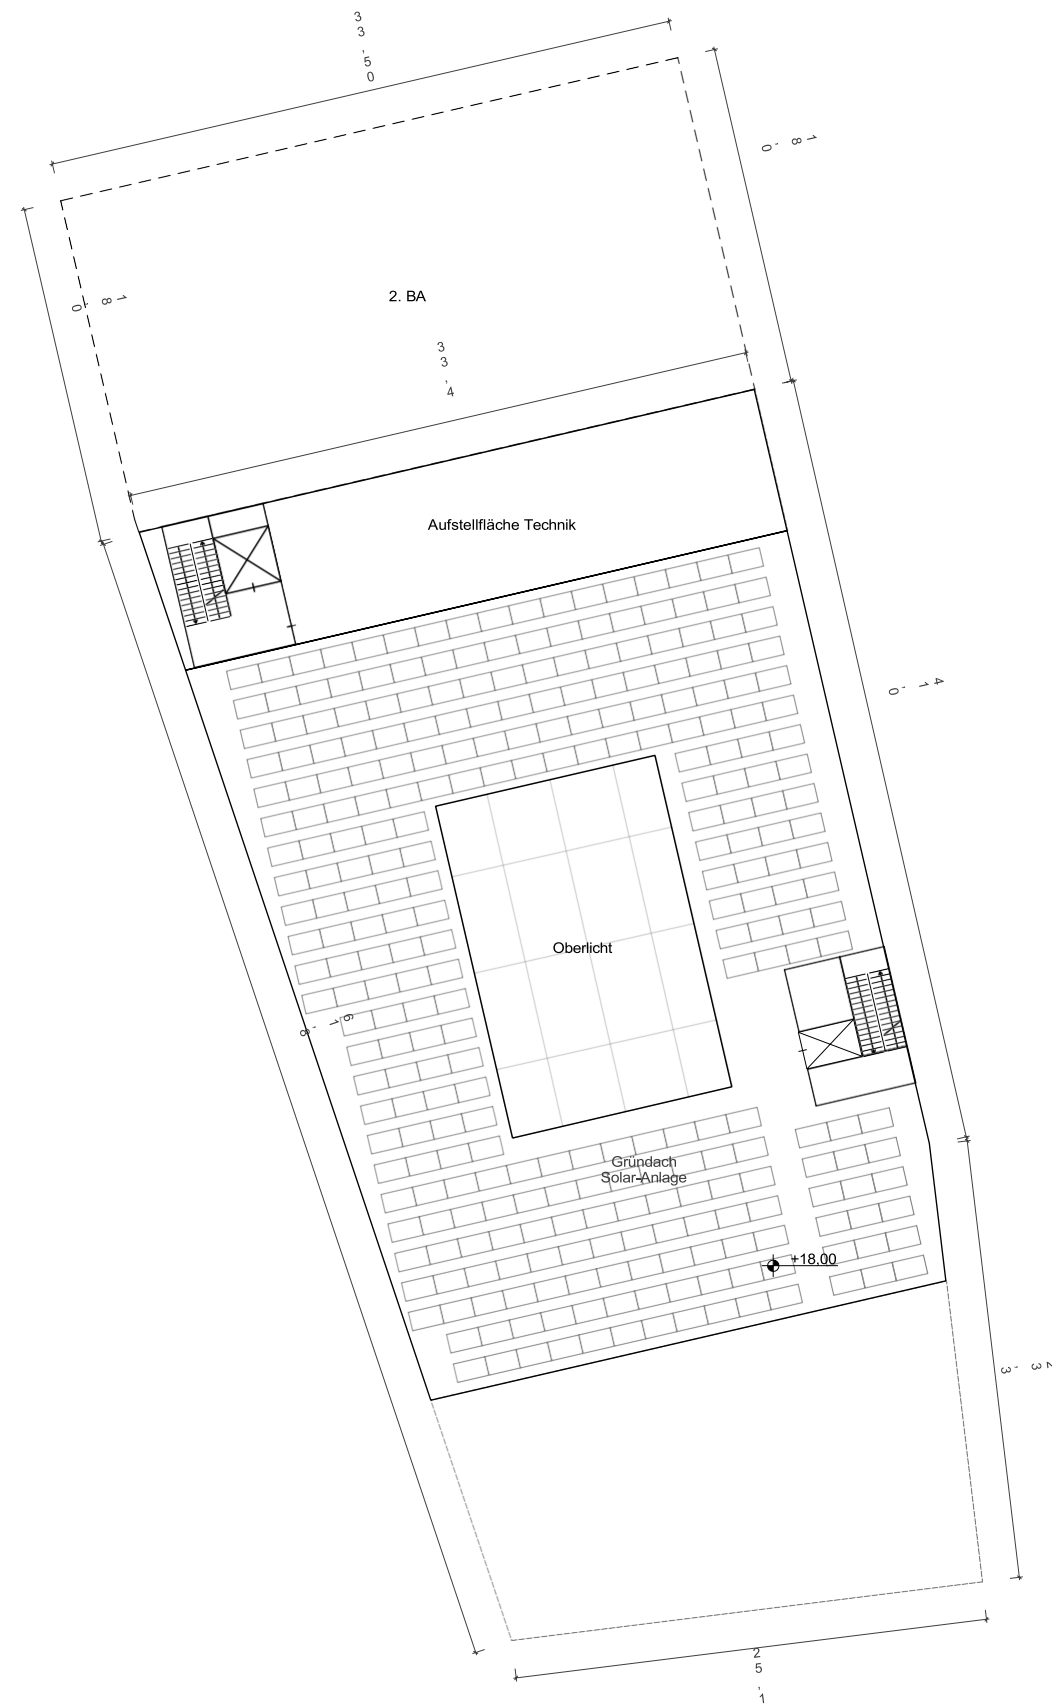 33,50
18,0
18,0
2. BA
33,4
Aufstellfläche Technik
41,0
Oberlicht
61,8
Gründach
Solar-Anlage
+18,00
23,3
25,1